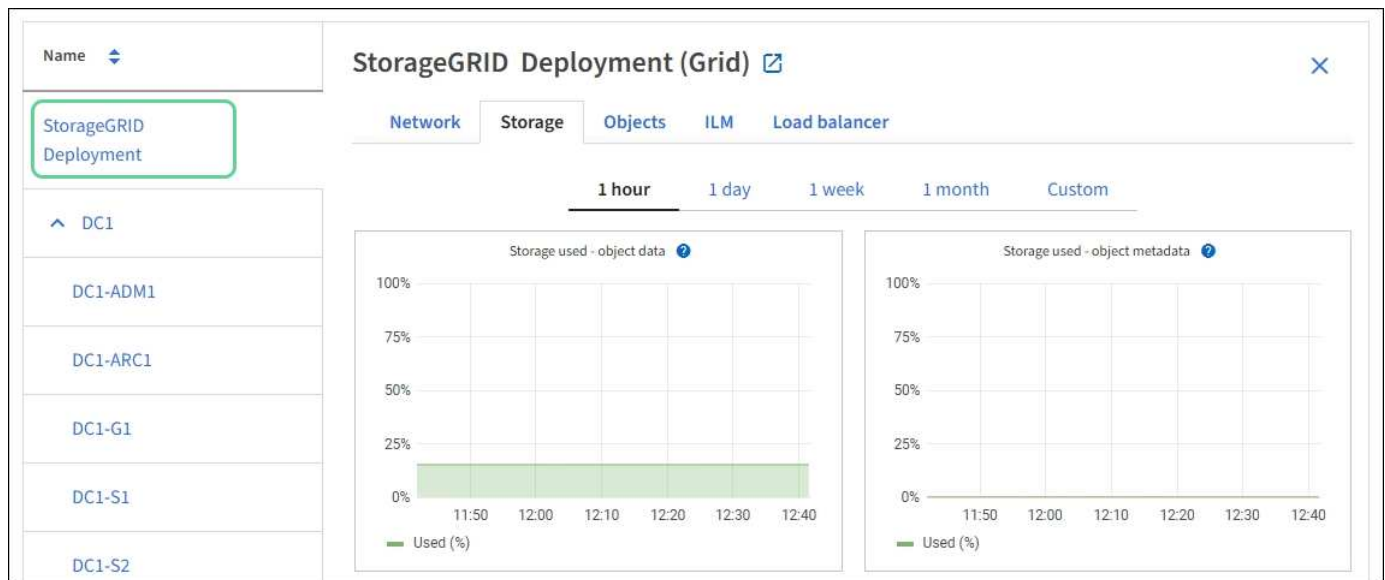 Name
StorageGRID
Deployment
DC1
DC1-ADM1
DC1-ARC1
DC1-G1
DC1-S1
DC1-S2
StorageGRID Deployment (Grid)
Network Storage Objects ILM Load balancer
1 hour 1 day 1 week 1 month Custom
Storage used - object data ?
100%
75%
50%
25%
0%
11:50 12:00 12:10 12:20 12:30 12:40
Used (%)
Storage used - object metadata ?
100%
75%
50%
25%
0%
11:50 12:00 12:10 12:20 12:30 12:40
Used (%)